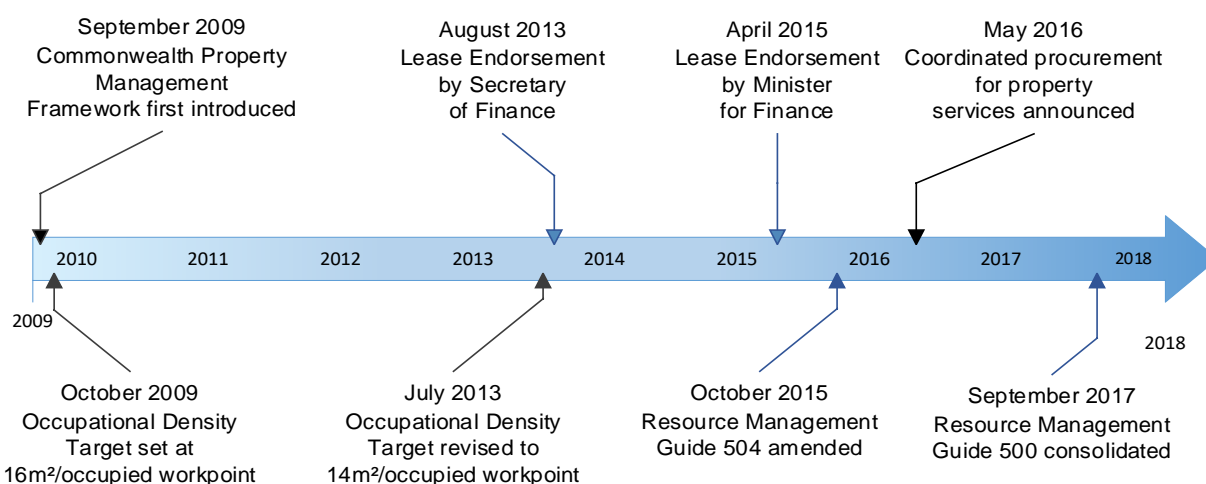 September 2009
Commonwealth Property
Management
Framework first introduced
August 2013
Lease Endorsement
by Secretary
of Finance
April 2015
Lease Endorsement
by Minister
for Finance
May 2016
Coordinated procurement
for property
services announced
2010 2011 2012 2013 2014 2015 2016 2017 2018
2009
2018
October 2009
Occupational Density
Target set at
16m²/occupied workpoint
July 2013
Occupational Density
Target revised to
14m²/occupied workpoint
October 2015
Resource Management
Guide 504 amended
September 2017
Resource Management
Guide 500 consolidated